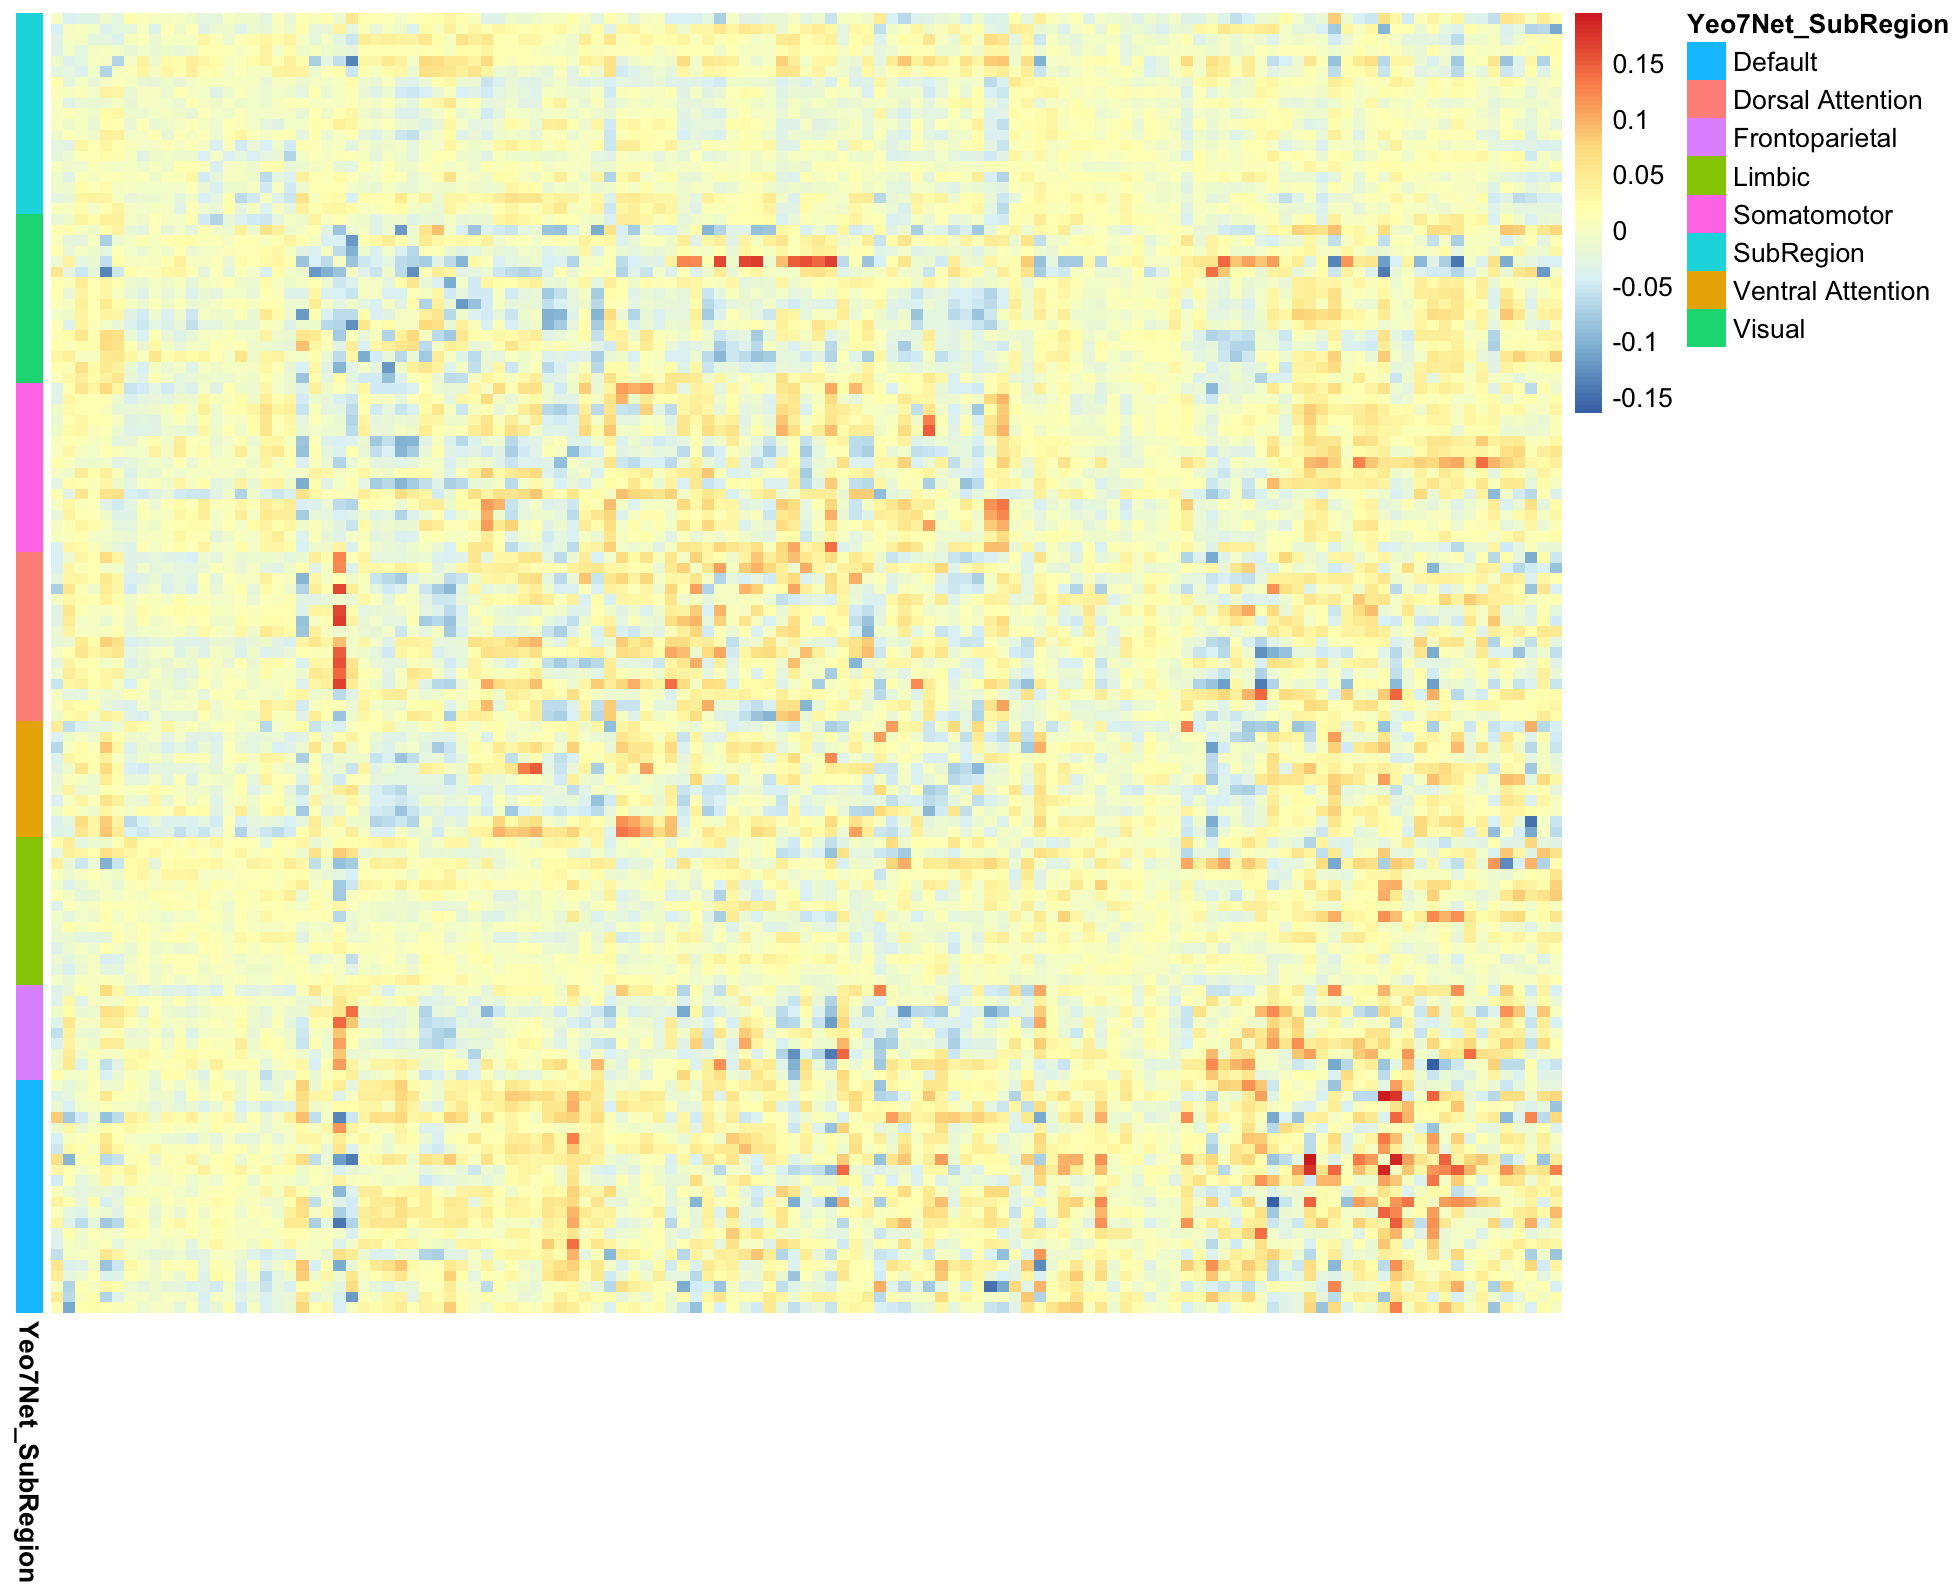 Yeo7Net_SubRegion
0.15
0.1
0.05
0
-0.05
-0.1
-0.15
Default
Dorsal Attention
Frontoparietal
Limbic
Somatomotor
SubRegion
Ventral Attention
Visual
Yeo7Net_SubRegion